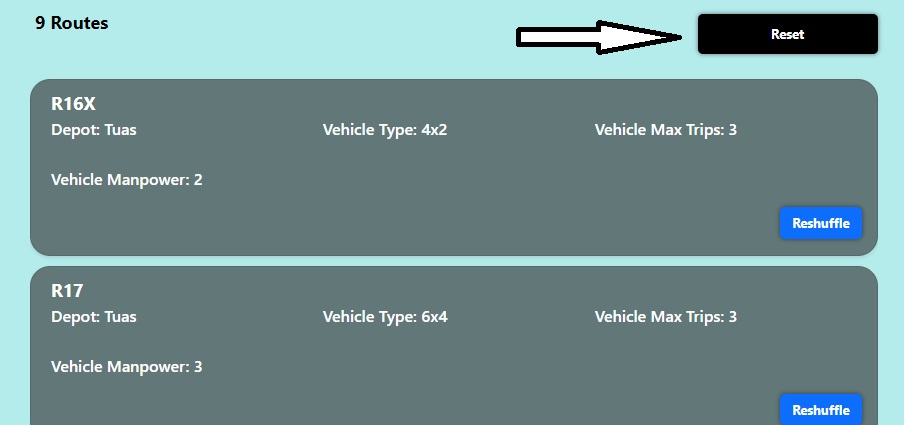 9 Routes
Reset
R16X
Depot: Tuas
Vehicle Type: 4x2
Vehicle Max Trips: 3
Vehicle Manpower: 2
Reshuffle
R17
Depot: Tuas
Vehicle Type: 6x4
Vehicle Max Trips: 3
Vehicle Manpower: 3
Reshuffle